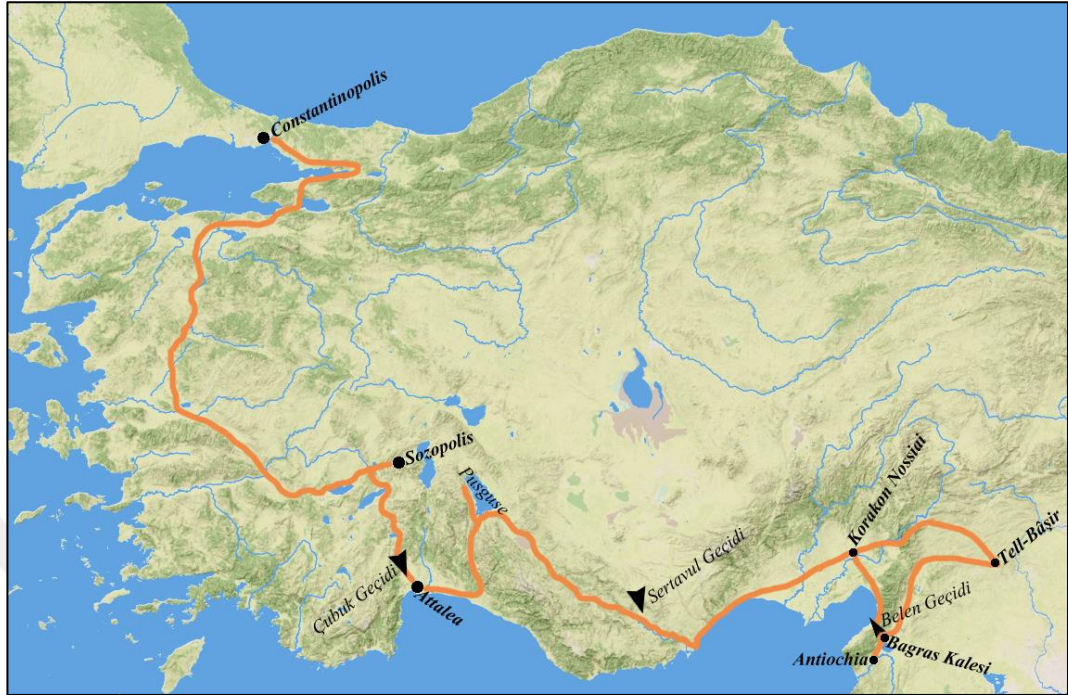 Constantinopolis
Sozopolis
Pusguse
Korakon Nossiai
Tell-Bâşir
Sertavul Geçidi
Çubuk Geçidi
Attalea
Belen Geçidi
Bagras Kalesi
Antiochia